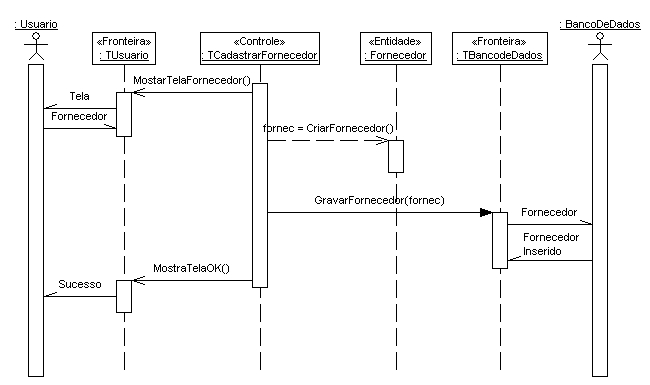 : Usuario
: BancoDeDados
«Fronteira»
: TUsuario
«Controle»
: TCadastrarFornecedor
«Entidade»
: Fornecedor
«Fronteira»
: TBancodeDados
MostarTelaFornecedor()
Tela
Fornecedor
fornec = CriarFornecedor()
GravarFornecedor(fornec)
Fornecedor
Fornecedor
Inserido
MostraTelaOK()
Sucesso